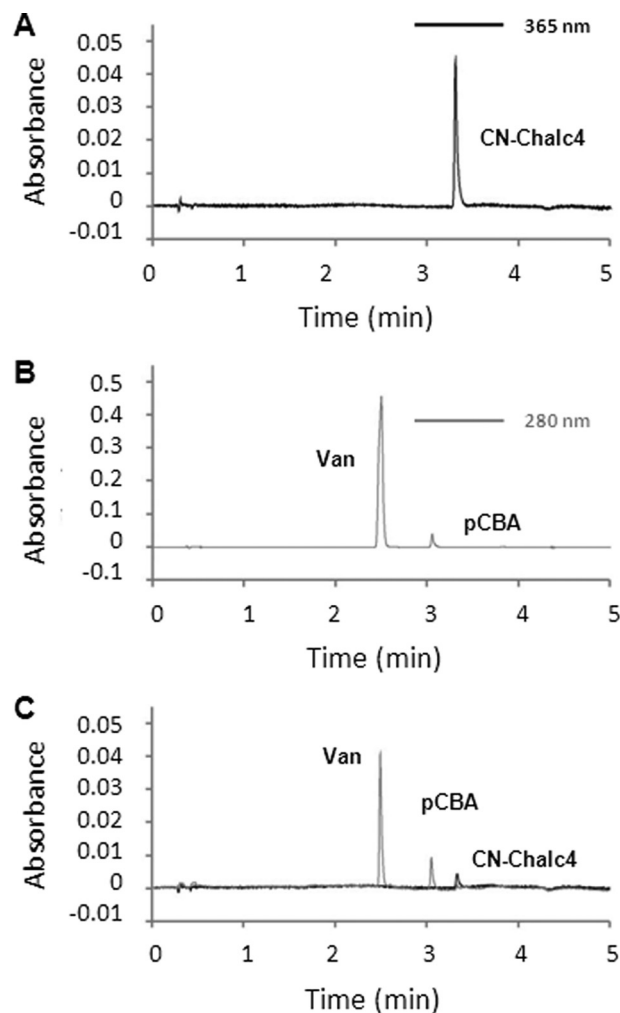 A
365 nm
0.05
0.04
0.03
0.02
0.01
0
-0.01
Absorbance
CN-Chalc4
0 1 2 3 4 5
Time (min)
B
280 nm
0.5
0.4
0.3
0.2
0.1
0
-0.1
Absorbance
Van
pCBA
0 1 2 3 4 5
Time (min)
C
0.05
0.04
0.03
0.02
0.01
0
-0.01
Absorbance
Van
pCBA
CN-Chalc4
0 1 2 3 4 5
Time (min)